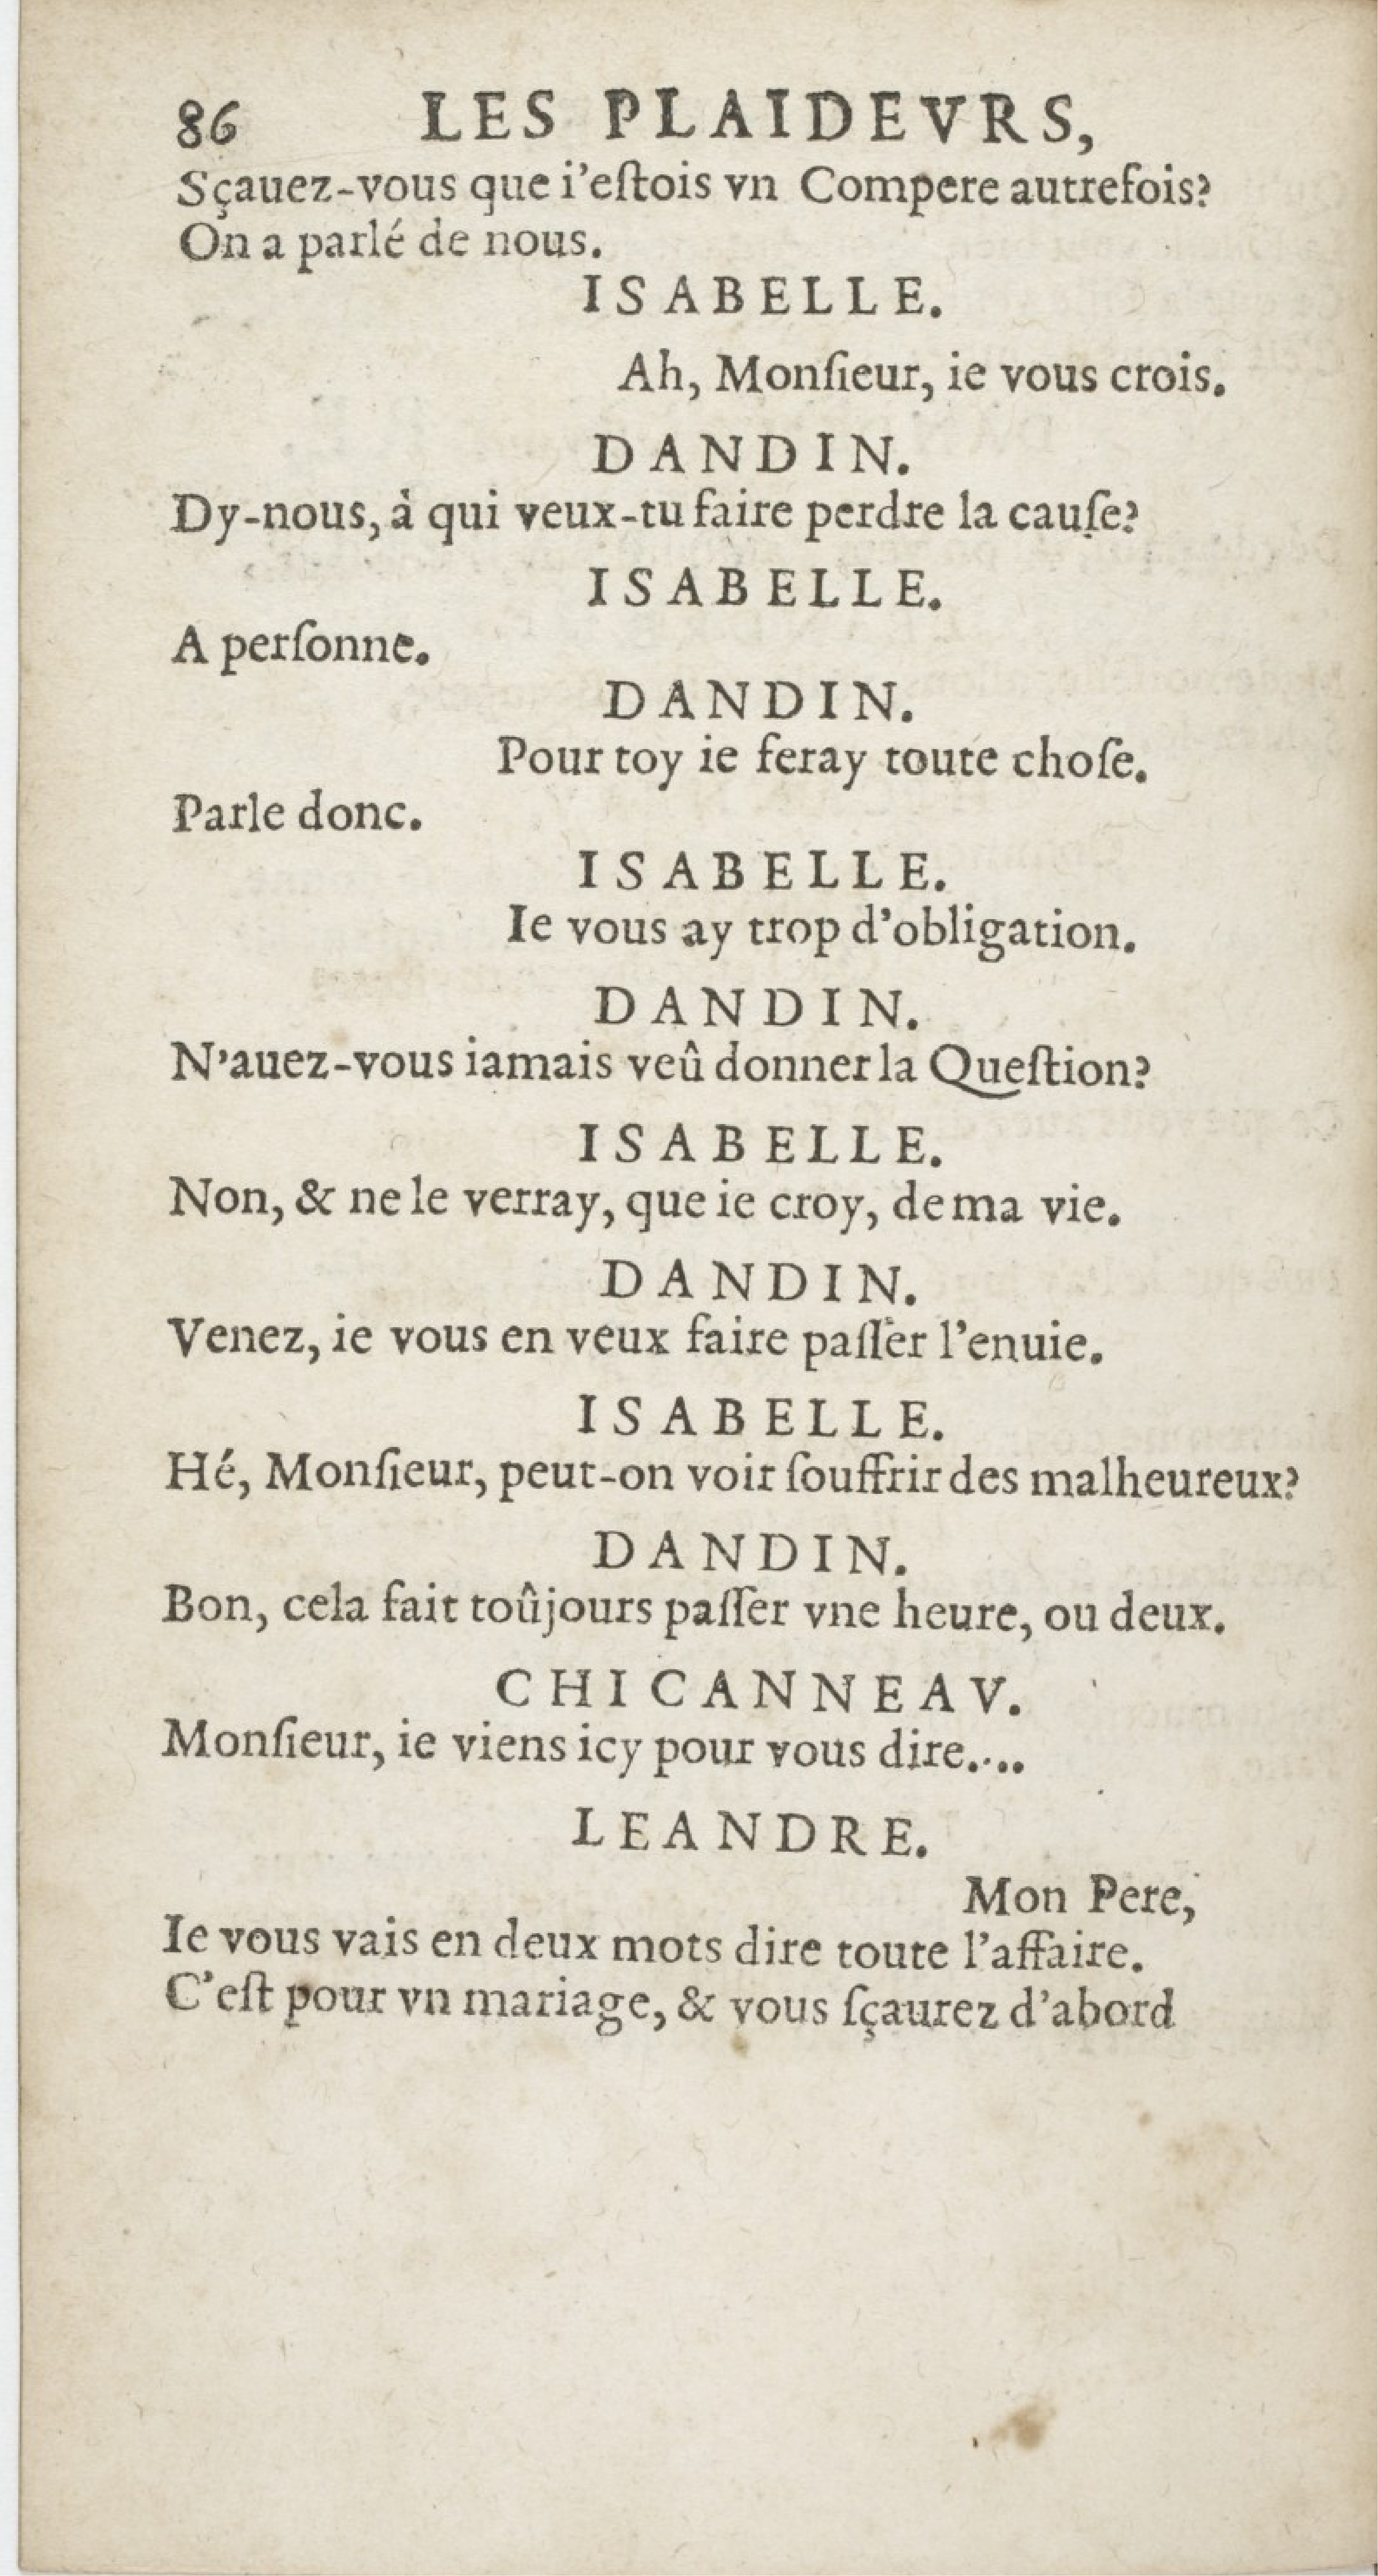 86 LES PLAIDEVRS,
Sçauez-vous que i'eſtois vn Compere autrefois?
On a parlé de nous.
ISABELLE.
Ah, Monſieur, ie vous crois.
DANDIN.
Dy-nous, à qui veux-tu faire perdre la cauſe?
ISABELLE.
A perſonne.
DANDIN.
Pour toy ie feray toute choſe.
Parle donc.
ISABELLE.
Ie vous ay trop d'obligation.
DANDIN.
N'auez-vous iamais veû donner la Queſtion?
ISABELLE.
Non, & ne le verray, que ie croy, de ma vie.
DANDIN.
Venez, ie vous en veux faire paſſer l'enuie.
ISABELLE.
Hé, Monſieur, peut-on voir ſouffrir des malheureux?
DANDIN.
Bon, cela fait toûjours paſſer vne heure, ou deux.
CHICANNEAV.
Monſieur, ie viens icy pour vous dire....
LEANDRE.
Mon Pere,
Ie vous vais en deux mots dire toute l'affaire.
C'eſt pour vn mariage, & vous ſçaurez d'abord